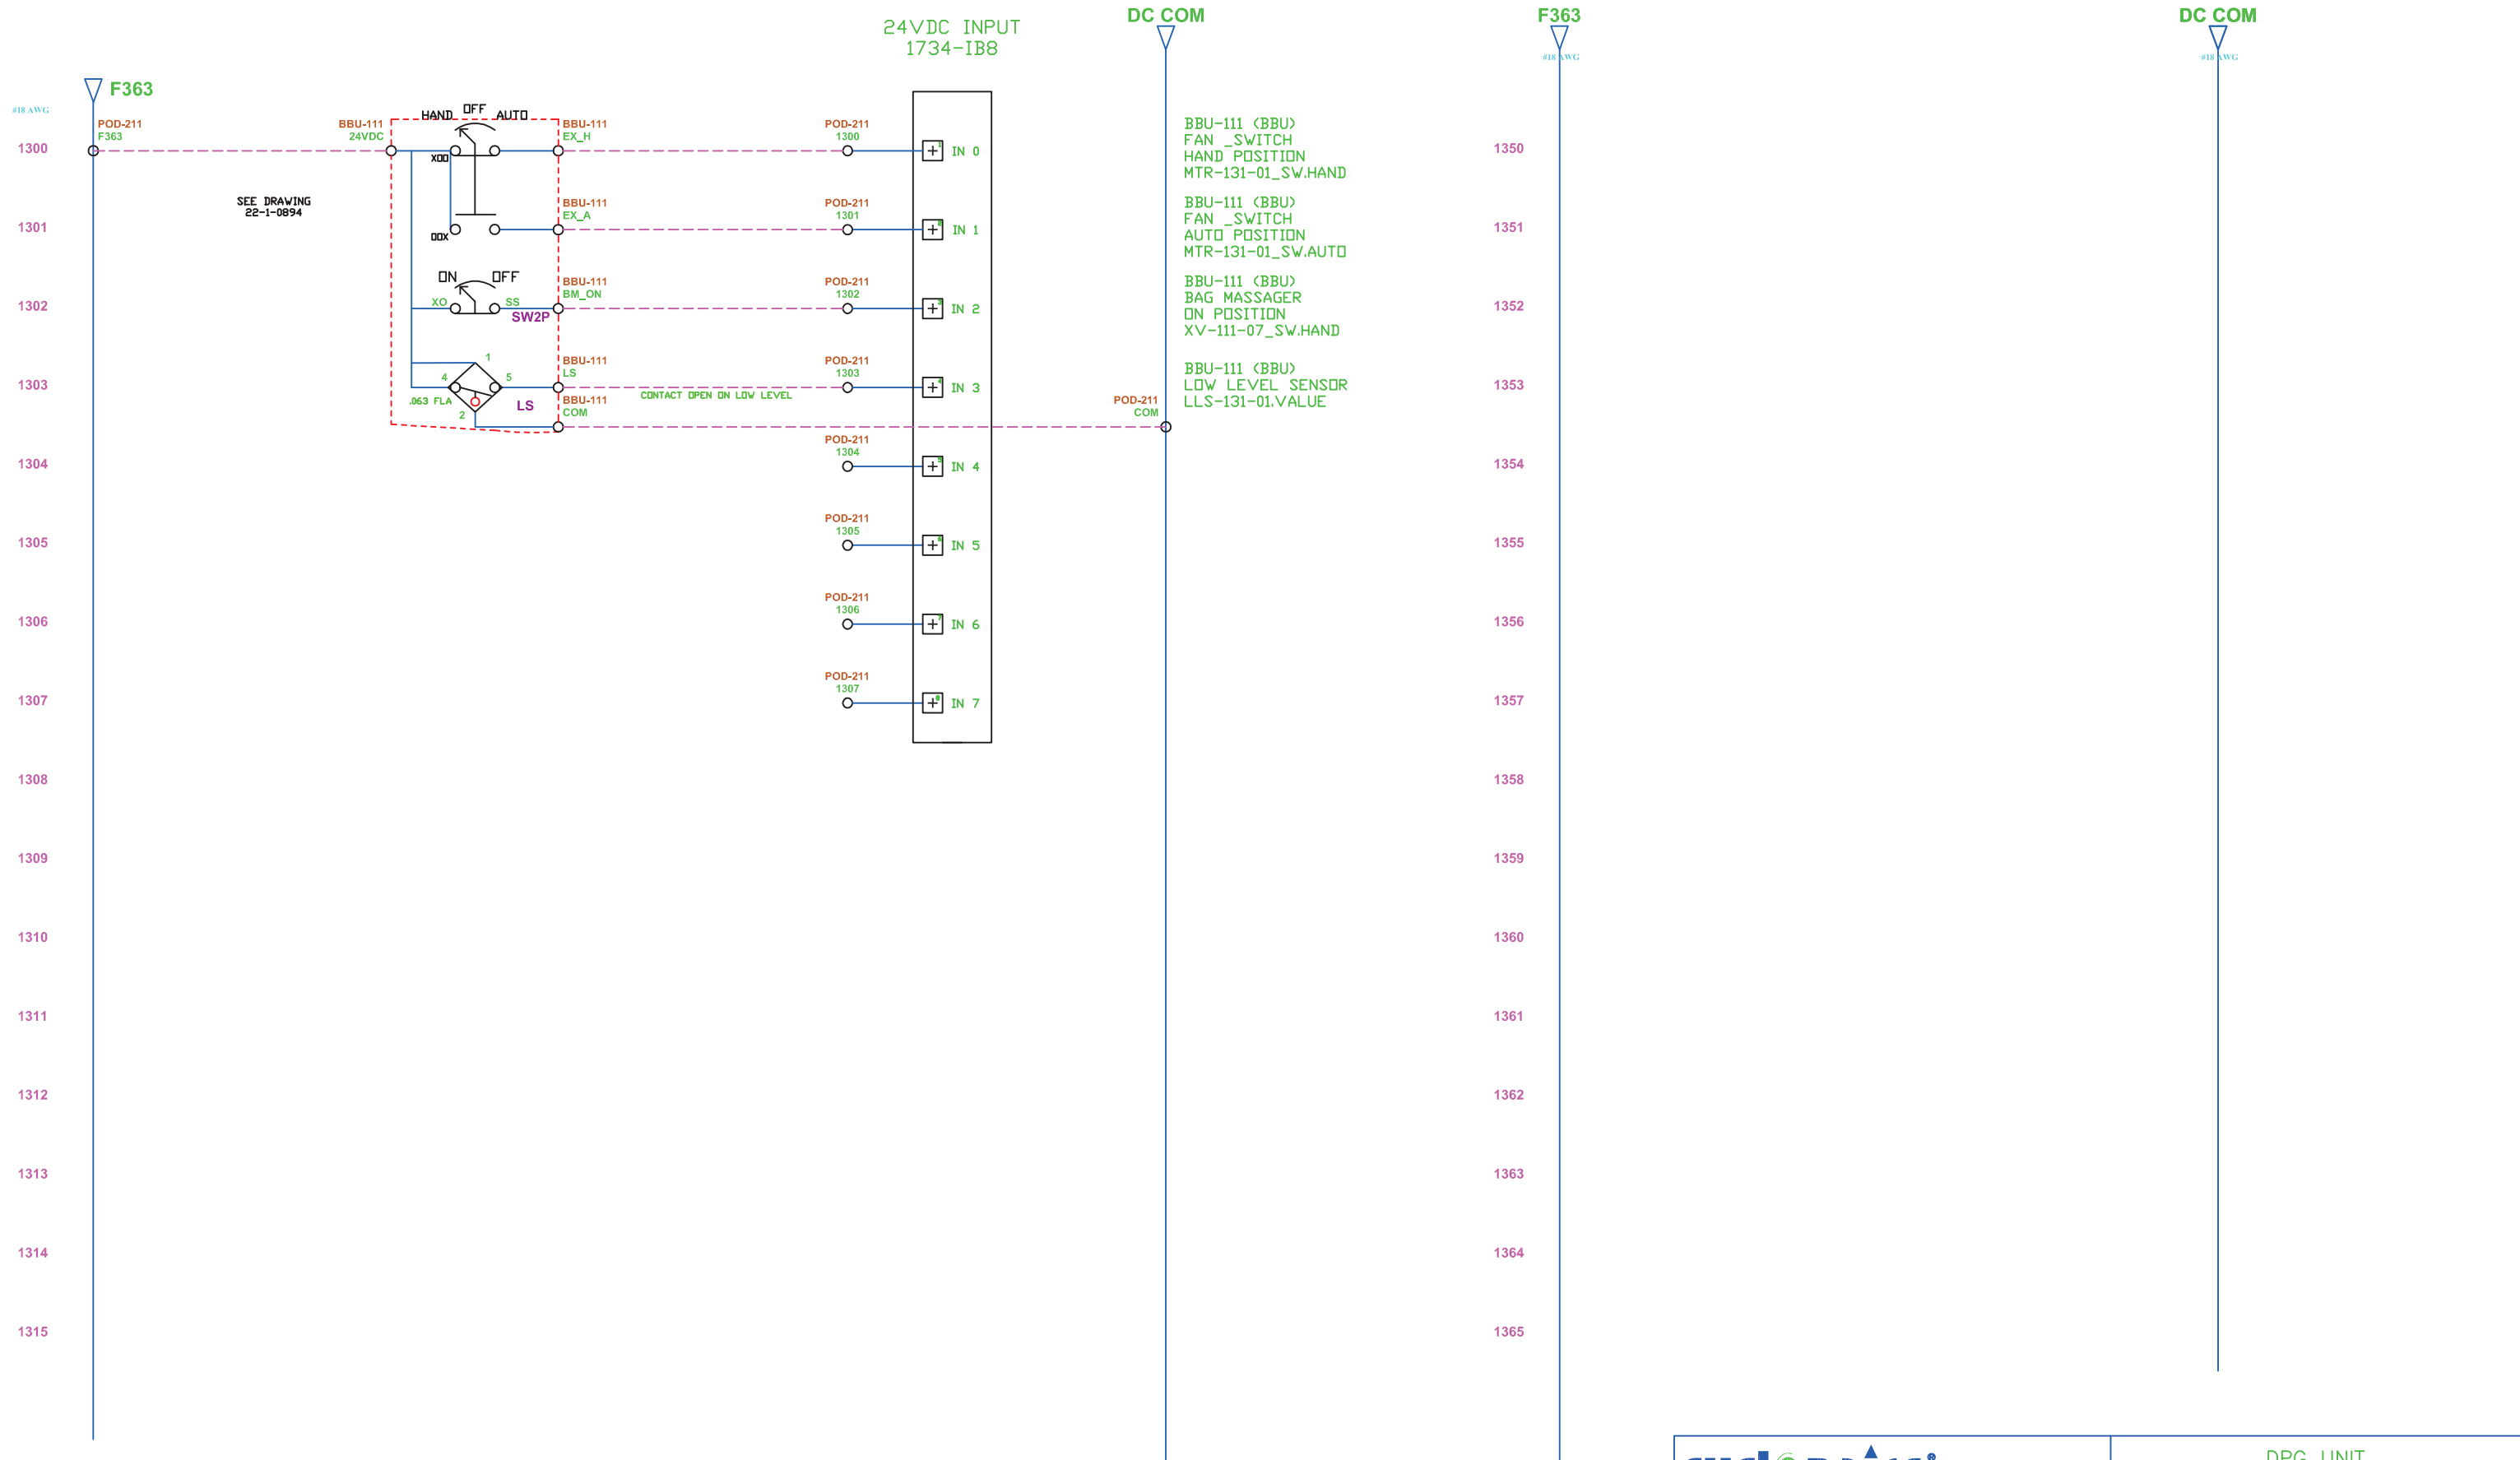 24VDC INPUT
1734-IB8
DC COM
F363
DC COM
#18 AWG
#18 AWG
F363
#18 AWG
1300
POD-211
F363
BBU-111
24VDC
HAND
OFF
AUTO
XOO
BBU-111
EX_H
POD-211
1300
IN 0
BBU-111 (BBU)
FAN _SWITCH
HAND POSITION
MTR-131-01_SW.HAND
1350
SEE DRAWING
22-1-0894
1301
OOX
BBU-111
EX_A
POD-211
1301
IN 1
BBU-111 (BBU)
FAN _SWITCH
AUTO POSITION
MTR-131-01_SW.AUTO
1351
1302
ON
OFF
XO
SS
SW2P
BBU-111
BM_ON
POD-211
1302
IN 2
BBU-111 (BBU)
BAG MASSAGER
ON POSITION
XV-111-07_SW.HAND
1352
1303
1
4
5
.063 FLA
2
LS
BBU-111
LS
BBU-111
COM
CONTACT OPEN ON LOW LEVEL
POD-211
1303
IN 3
POD-211
COM
BBU-111 (BBU)
LOW LEVEL SENSOR
LLS-131-01.VALUE
1353
1304
POD-211
1304
IN 4
1354
1305
POD-211
1305
IN 5
1355
1306
POD-211
1306
IN 6
1356
1307
POD-211
1307
IN 7
1357
1308
1358
1309
1359
1310
1360
1311
1361
1312
1362
1313
1363
1314
1364
1315
1365
DPG UNIT